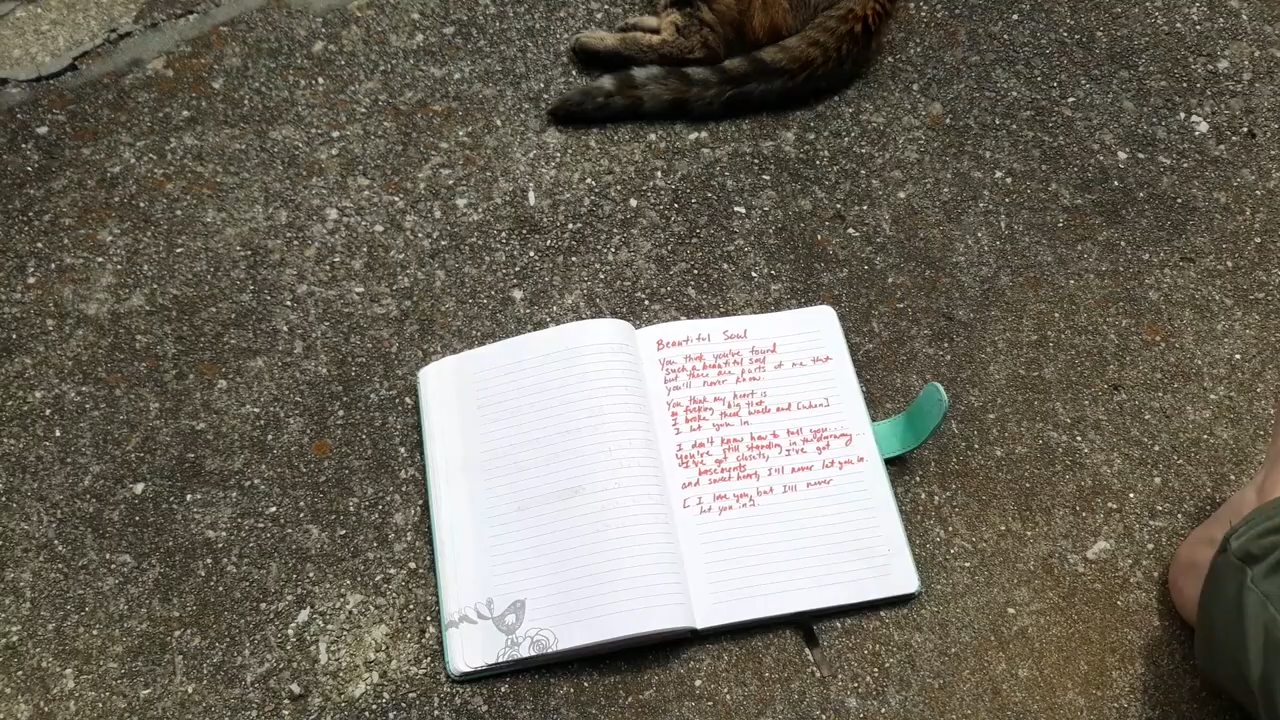 Beautiful Soul
You think you've found
such a beautiful soul
but there are parts of me that
you'll never know.
You think my heart is
so fucking big that
I broke these walls and [when]
I let you in.
I don't know how to tell you...
You're still standing in the doorway...
I've got closets, I've got
basements
and sweetheart, I'll never let you in.
[ I love you, but I'll never
let you in].